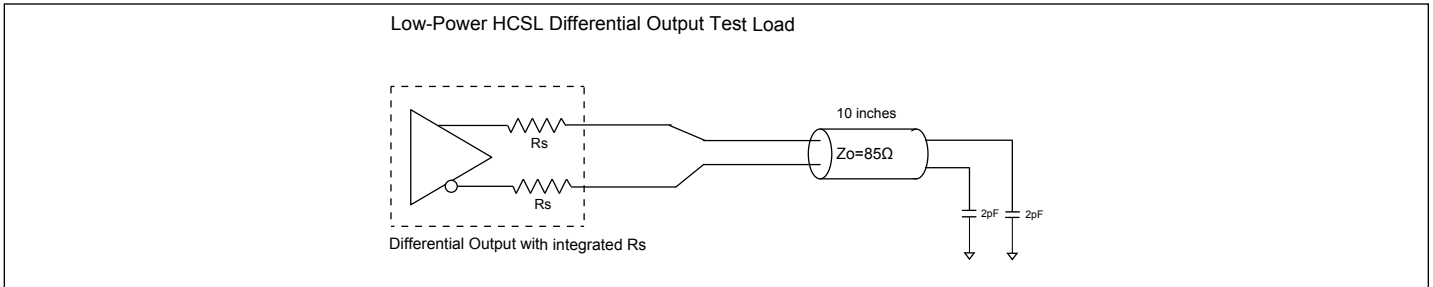 Low-Power HCSL Differential Output Test Load
10 inches
Rs
Zo=85Ω
Rs
2pF
2pF
Differential Output with integrated Rs